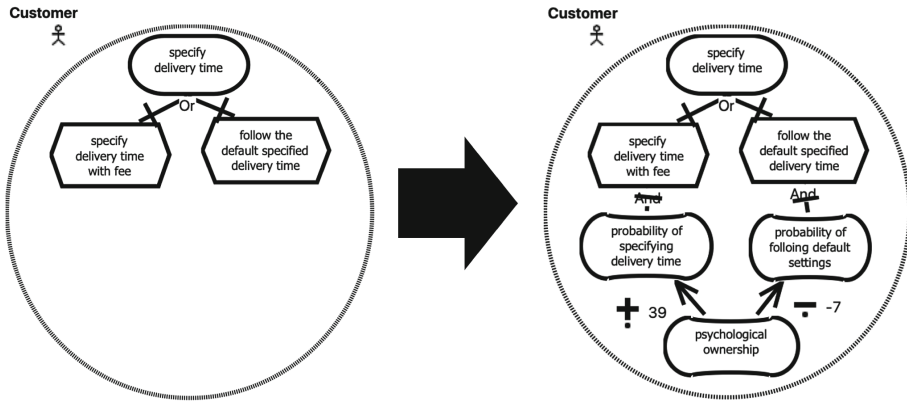 Customer
specify
delivery time
Or
specify
delivery time
with fee
follow the
default specified
delivery time
Customer
specify
delivery time
Or
specify
delivery time
with fee
follow the
default specified
delivery time
And
And
probability of
specifying
delivery time
probability of
folloing default
settings
39
-7
psychological
ownership